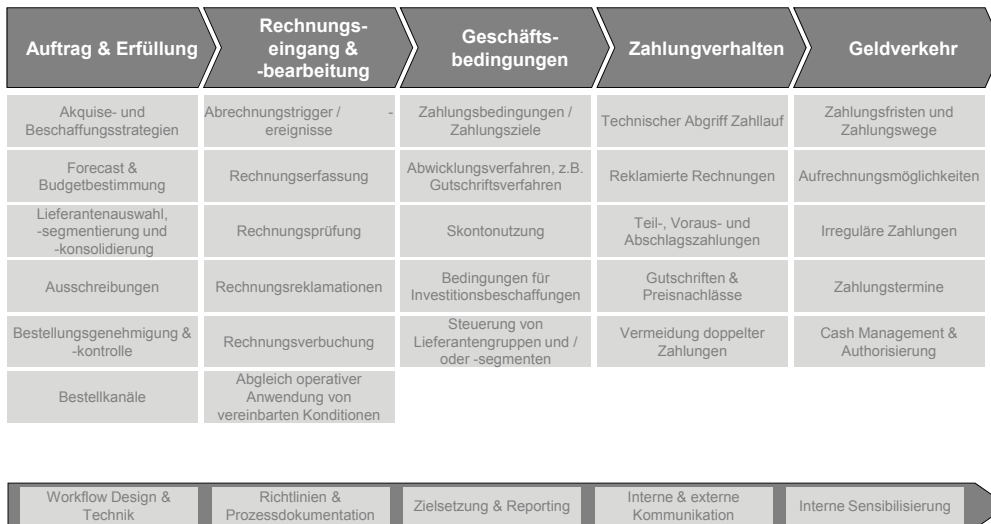 Auftrag & Erfüllung
Rechnungs-
eingang &
-bearbeitung
Geschäfts-
bedingungen
Zahlungverhalten
Geldverkehr
Akquise- und
Beschaffungsstrategien
Forecast &
Budgetbestimmung
Lieferantenauswahl,
-segmentierung und
-konsolidierung
Ausschreibungen
Bestellungsgenehmigung &
-kontrolle
Bestellkanäle
Abrechnungstrigger / -
ereignisse
Rechnungserfassung
Rechnungsprüfung
Rechnungsreklamationen
Rechnungsverbuchung
Abgleich operativer
Anwendung von
vereinbarten Konditionen
Zahlungsbedingungen /
Zahlungsziele
Abwicklungsverfahren, z.B.
Gutschriftsverfahren
Skontonutzung
Bedingungen für
Investitionsbeschaffungen
Steuerung von
Lieferantengruppen und /
oder -segmenten
Technischer Abgriff Zahllauf
Reklamierte Rechnungen
Teil-, Voraus- und
Abschlagszahlungen
Gutschriften &
Preisnachlässe
Vermeidung doppelter
Zahlungen
Zahlungsfristen und
Zahlungswege
Aufrechnungsmöglichkeiten
Irreguläre Zahlungen
Zahlungstermine
Cash Management &
Authorisierung
Workflow Design &
Technik
Richtlinien &
Prozessdokumentation
Zielsetzung & Reporting
Interne & externe
Kommunikation
Interne Sensibilisierung